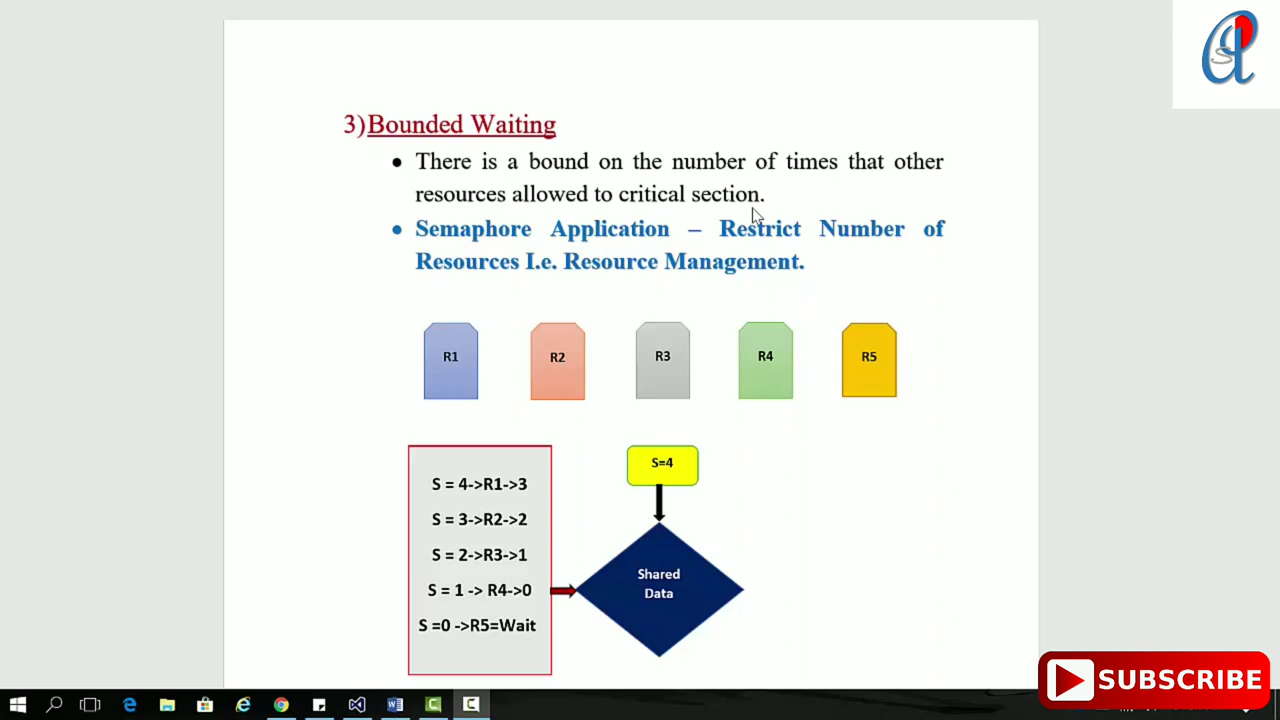 3)Bounded Waiting
• There is a bound on the number of times that other
resources allowed to critical section.
• Semaphore Application – Restrict Number of
Resources I.e. Resource Management.
R1 R2 R3 R4 R5
S=4
S = 4->R1->3
S = 3->R2->2
S = 2->R3->1
S = 1 -> R4->0
S =0 ->R5=Wait
Shared
Data
SUBSCRIBE